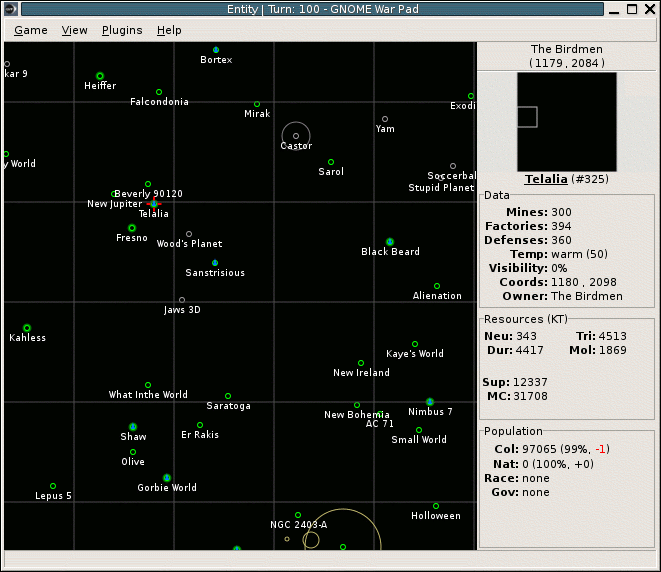 Entity | Turn: 100 - GNOME War Pad
Game View Plugins Help
Bortex
kar 9
Heiffer
Falcondonia
Mirak
Exodi
Yam
Castor
y World
Sarol
Soccerbal
Stupid Planet
Beverly 90120
New Jupiter
Telalia
Fresno
Wood's Planet
Black Beard
Sanstrisious
Alienation
Jaws 3D
Kahless
Kaye's World
New Ireland
What Inthe World
Saratoga
New Bohemia
Nimbus 7
AC 71
Shaw
Er Rakis
Small World
Olive
Gorbie World
Lepus 5
NGC 2403-A
Holloween
The Birdmen
(1179 , 2084 )
Telalia (#325)
Data
Mines: 300
Factories: 394
Defenses: 360
Temp: warm (50)
Visibility: 0%
Coords: 1180 , 2098
Owner: The Birdmen
Resources (KT)
Neu: 343 Tri: 4513
Dur: 4417 Mol: 1869
Sup: 12337
MC: 31708
Population
Col: 97065 (99%, -1)
Nat: 0 (100%, +0)
Race: none
Gov: none